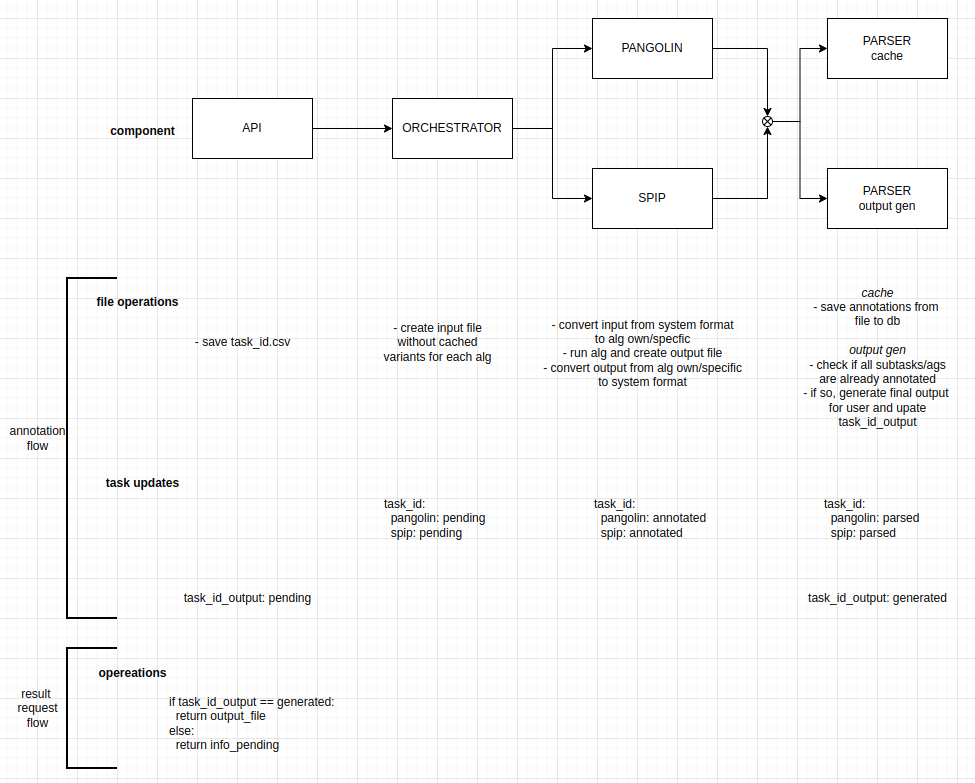 component
API
ORCHESTRATOR
PANGOLIN
SPIP
PARSER
cache
PARSER
output gen
annotation
flow
file operations
- save task_id.csv
- create input file
without cached
variants for each alg
- convert input from system format
to alg own/specfic
- run alg and create output file
- convert output from alg own/specific
to system format
cache
- save annotations from
file to db
output gen
- check if all subtasks/ags
are already annotated
- if so, generate final output
for user and upate
task_id_output
task updates
task_id:
pangolin: pending
spip: pending
task_id:
pangolin: annotated
spip: annotated
task_id:
pangolin: parsed
spip: parsed
task_id_output: pending
task_id_output: generated
result
request
flow
opereations
if task_id_output == generated:
return output_file
else:
return info_pending